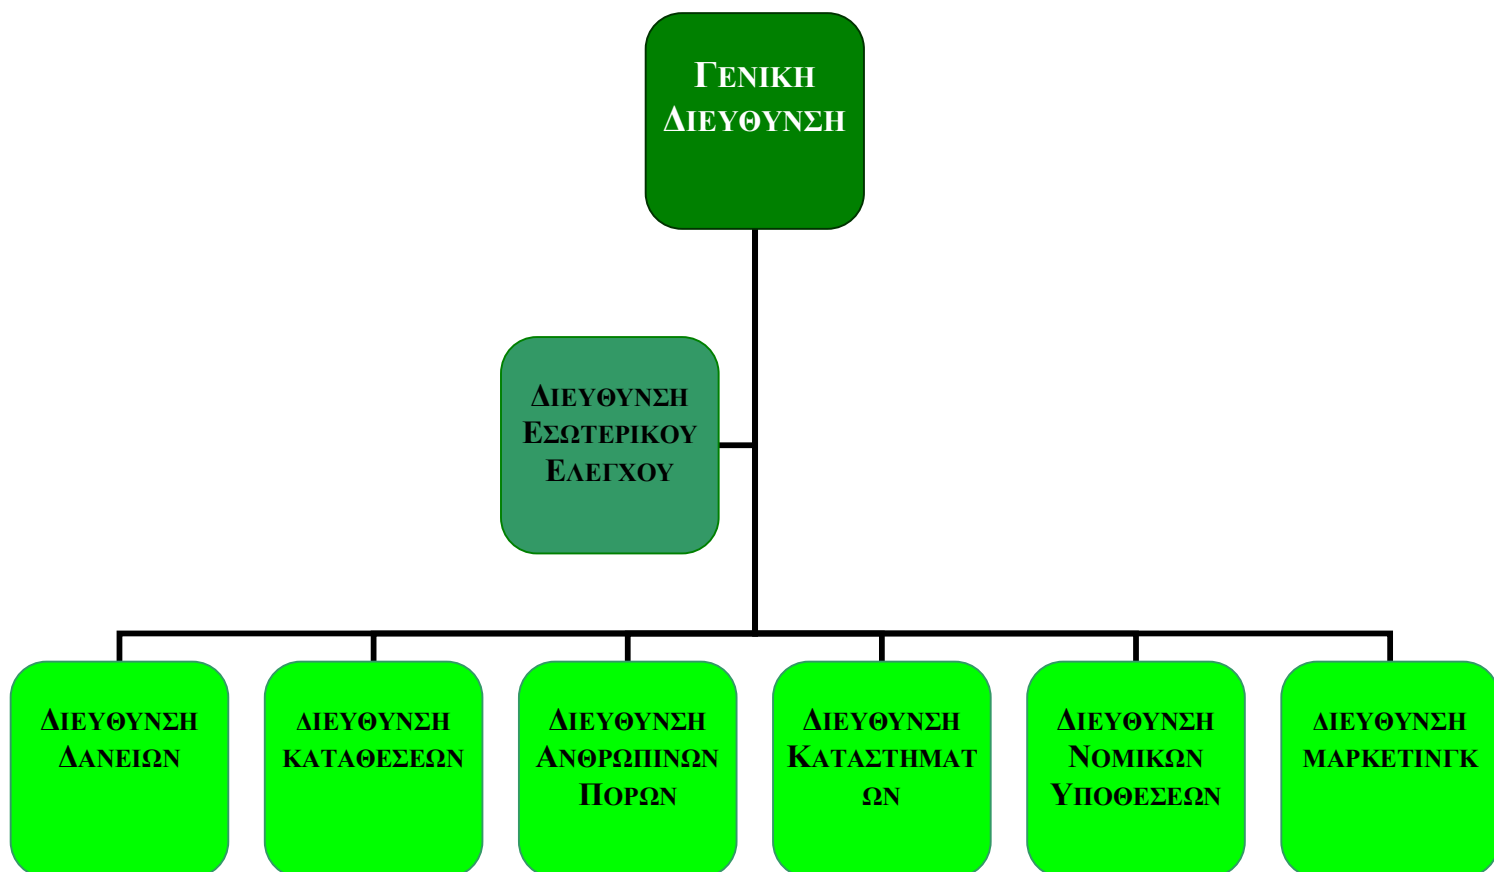 ΓΕΝΙΚΗ
ΔΙΕΥΘΥΝΣΗ
ΔΙΕΥΘΥΝΣΗ
ΕΣΩΤΕΡΙΚΟΥ
ΕΛΕΓΧΟΥ
ΔΙΕΥΘΥΝΣΗ
ΔΑΝΕΙΩΝ
ΔΙΕΥΘΥΝΣΗ
ΚΑΤΑΘΕΣΕΩΝ
ΔΙΕΥΘΥΝΣΗ
ΑΝΘΡΩΠΙΝΩΝ
ΠΟΡΩΝ
ΔΙΕΥΘΥΝΣΗ
ΚΑΤΑΣΤΗΜΑΤ
ΩΝ
ΔΙΕΥΘΥΝΣΗ
ΝΟΜΙΚΩΝ
ΥΠΟΘΕΣΕΩΝ
ΔΙΕΥΘΥΝΣΗ
ΜΑΡΚΕΤΙΝΓΚ